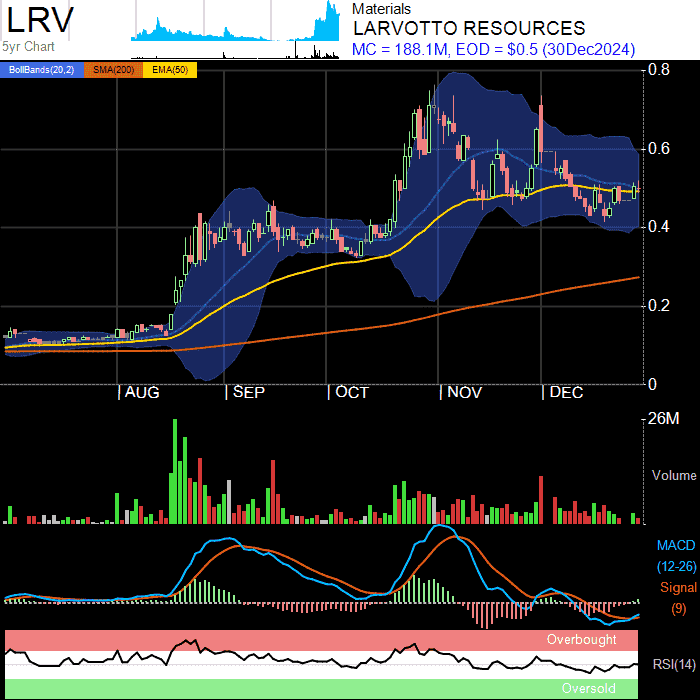 LRV
5yr Chart
Materials
LARVOTTO RESOURCES
MC = 188.1M, EOD = $0.5 (30Dec2024)
BollBands(20,2) SMA(200) EMA(50)
0.8
0.6
0.4
0.2
0
AUG SEP OCT NOV DEC
26M
Volume
MACD
(12-26)
Signal
(9)
Overbought
RSI(14)
Oversold